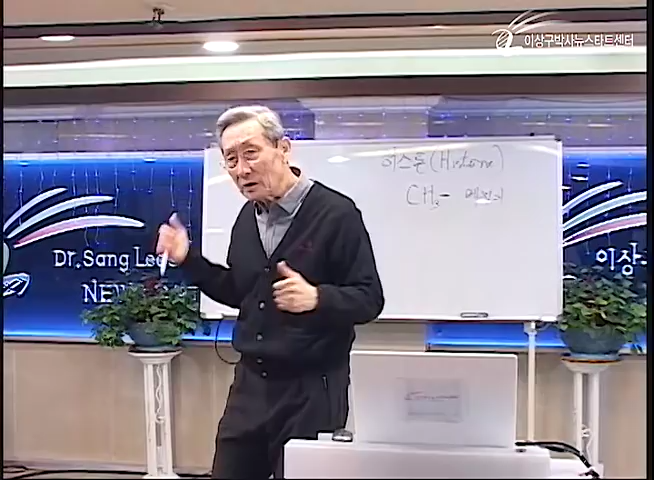 이상구박사뉴스타트센터
히스톤 (Histone)
CH₃- 메칠기
Dr.Sang Lee
NEW
이상